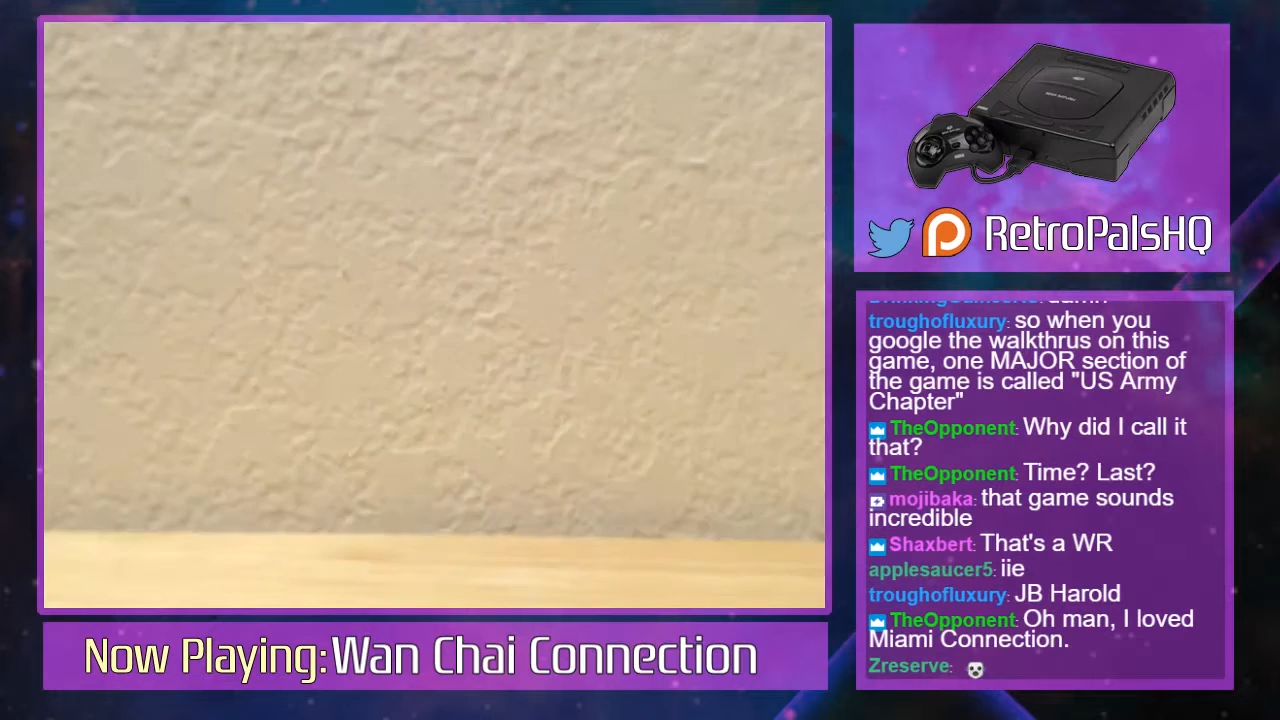 RetroPalsHQ
troughofluxury: so when you
google the walkthrus on this
game, one MAJOR section of
the game is called "US Army
Chapter"
TheOpponent: Why did I call it
that?
TheOpponent: Time? Last?
mojibaka: that game sounds
incredible
Shaxbert: That's a WR
applesaucer5: iie
troughofluxury: JB Harold
TheOpponent: Oh man, I loved
Miami Connection.
Zreserve:
Now Playing: Wan Chai Connection